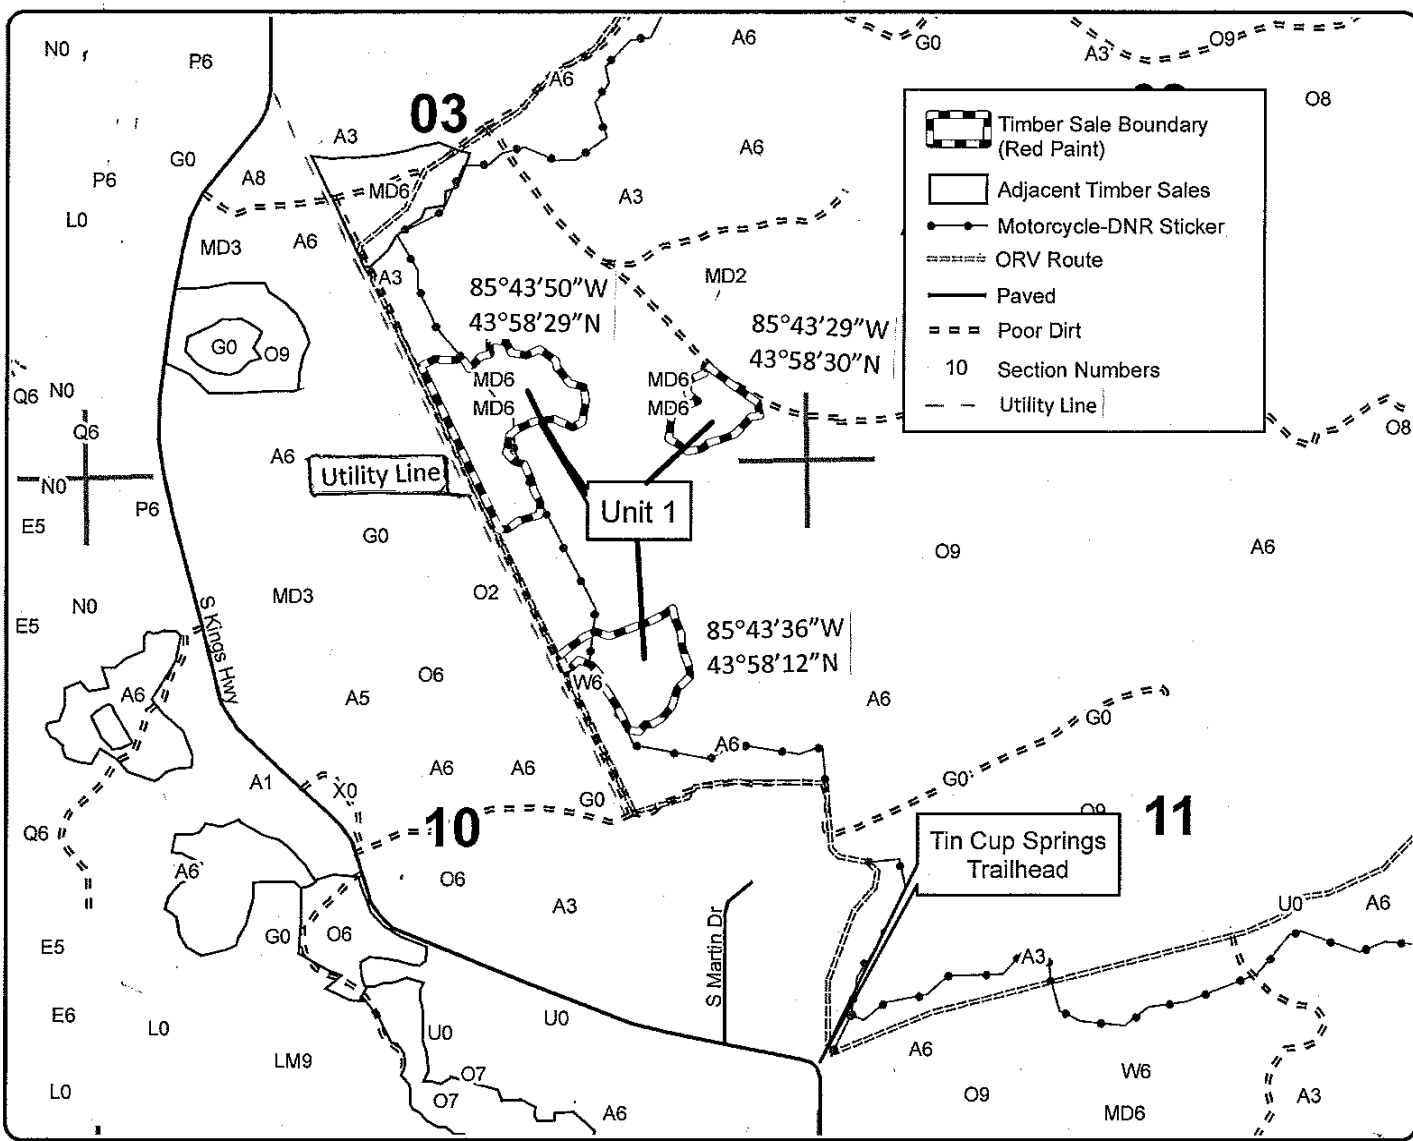 N0
P6
A6
G0
O9
A6
A3
O8
03
Timber Sale Boundary
(Red Paint)
A3
A6
G0
A8
MD6
A3
P6
L0
Adjacent Timber Sales
MD3
A6
Motorcycle-DNR Sticker
ORV Route
A3
MD2
85°43'50"W
43°58'29"N
Paved
85°43'29"W
43°58'30"N
Poor Dirt
G0
O9
10 Section Numbers
MD6
MD6
MD6
MD6
Utility Line
Q6
N0
Q6
O8
A6
Utility Line
N0
P6
E5
Unit 1
G0
O9
A6
N0
MD3
O2
E5
S Kings Hwy
85°43'36"W
43°58'12"N
O6
W6
A6
A5
A6
G0
A6
A1
X0
A6
A6
G0
G0
O9
Q6
10
11
Tin Cup Springs
Trailhead
A6
O6
A3
U0
A6
E5
G0
O6
S Martin Dr
A3
E6
L0
U0
U0
A6
LM9
W6
L0
O7
O7
A6
O9
MD6
A3